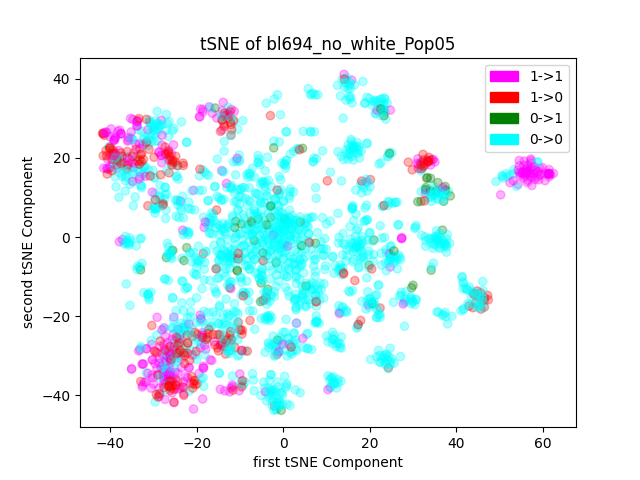 tSNE of bl694_no_white_Pop05
1->1
1->0
0->1
0->0
second tSNE Component
40
20
0
−20
−40
−40 −20 0 20 40 60
first tSNE Component